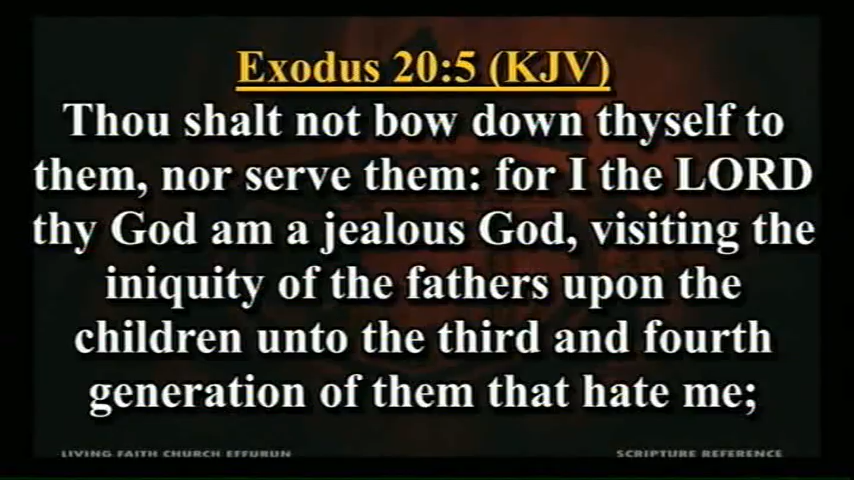 Exodus 20:5 (KJV)
Thou shalt not bow down thyself to
them, nor serve them: for I the LORD
thy God am a jealous God, visiting the
iniquity of the fathers upon the
children unto the third and fourth
generation of them that hate me;
LIVING FAITH CHURCH EFFURUN
SCRIPTURE REFERENCE